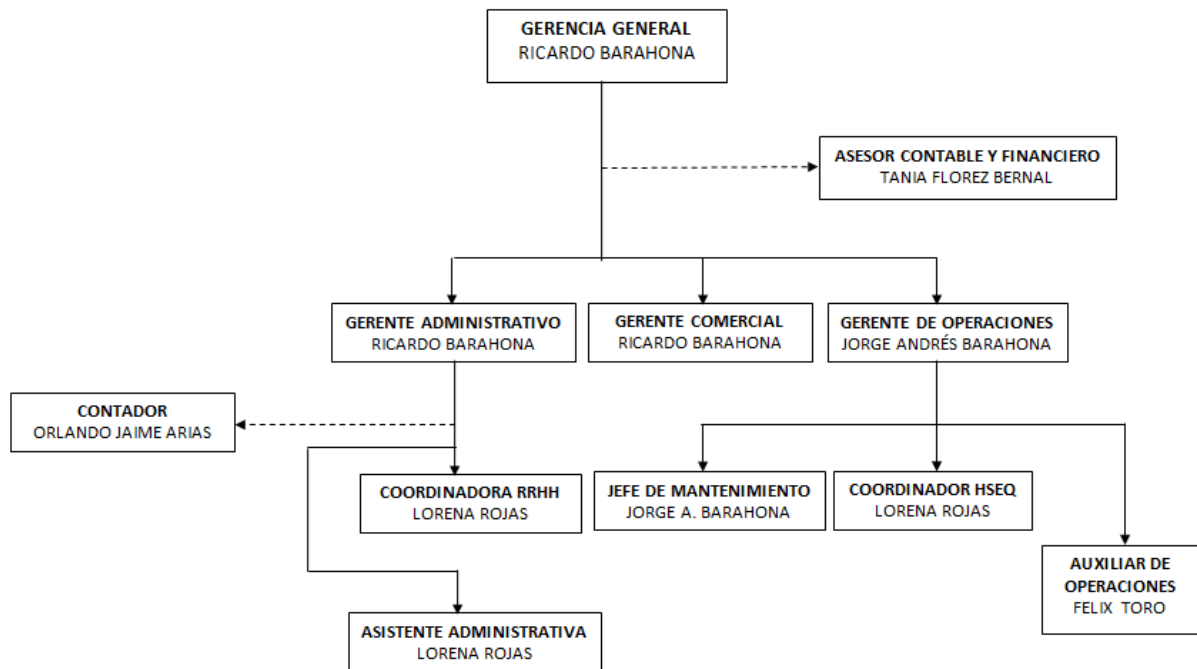 GERENCIA GENERAL
RICARDO BARAHONA
ASESOR CONTABLE Y FINANCIERO
TANIA FLOREZ BERNAL
GERENTE ADMINISTRATIVO
RICARDO BARAHONA
GERENTE COMERCIAL
RICARDO BARAHONA
GERENTE DE OPERACIONES
JORGE ANDRÉS BARAHONA
CONTADOR
ORLANDO JAIME ARIAS
COORDINADORA RRHH
LORENA ROJAS
JEFE DE MANTENIMIENTO
JORGE A. BARAHONA
COORDINADOR HSEQ
LORENA ROJAS
AUXILIAR DE
OPERACIONES
FELIX TORO
ASISTENTE ADMINISTRATIVA
LORENA ROJAS